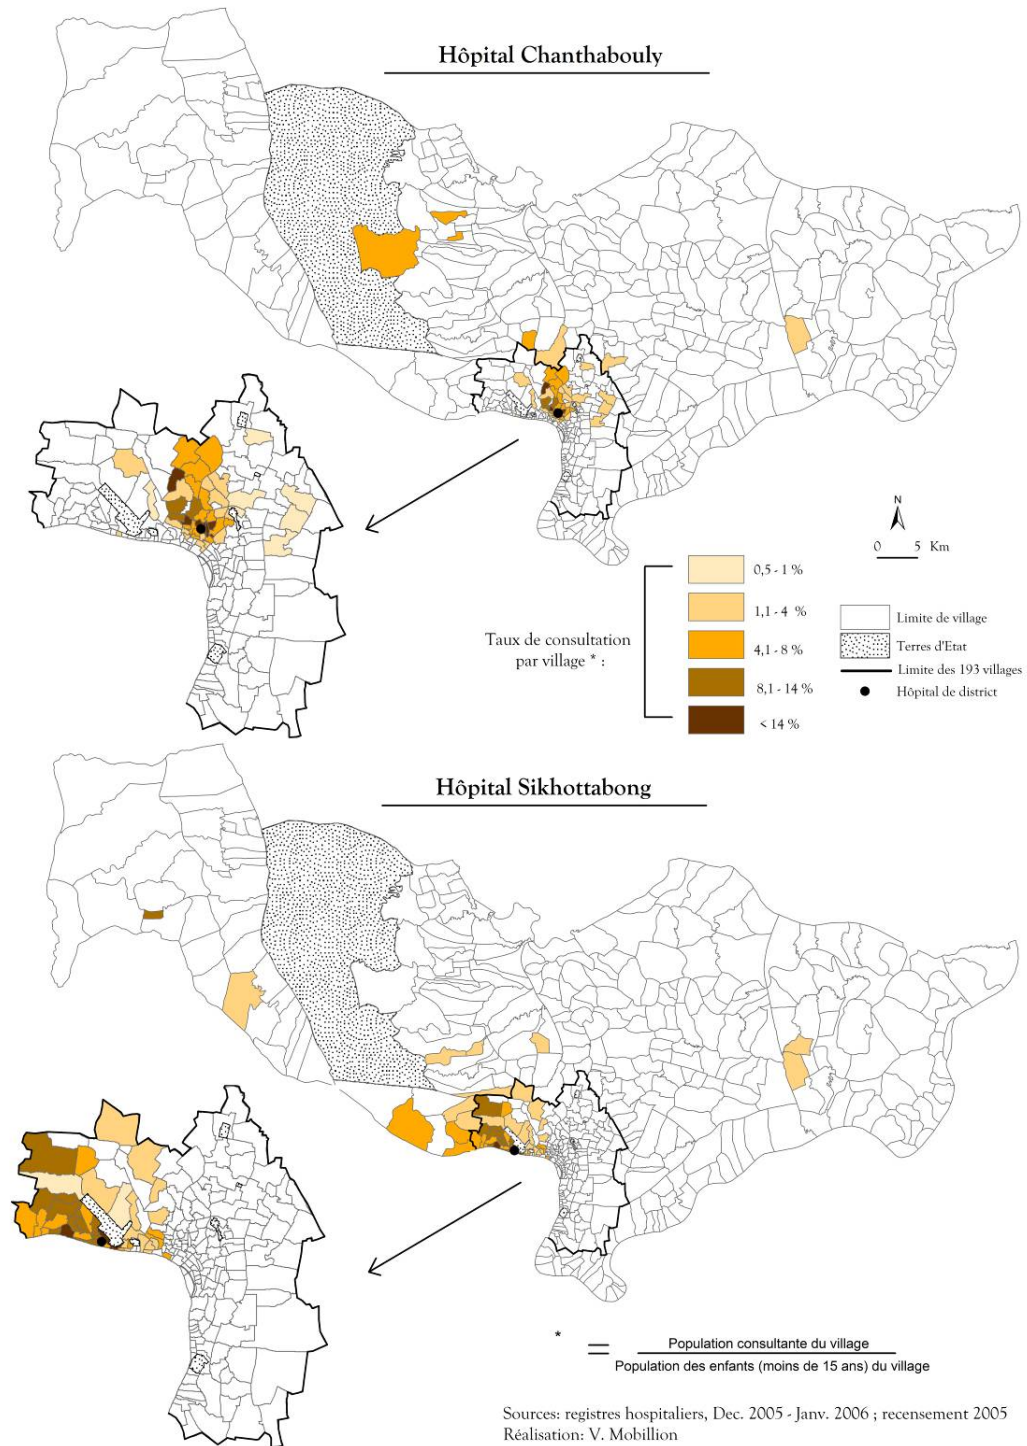 Hôpital Chanthabouly
N
0 5 Km
Taux de consultation
par village * :
0,5 - 1 %
1,1 - 4 %
4,1 - 8 %
8,1 - 14 %
< 14 %
Limite de village
Terres d'Etat
Limite des 193 villages
Hôpital de district
Hôpital Sikhottabong
*
= Population consultante du village
Population des enfants (moins de 15 ans) du village
Sources: registres hospitaliers, Dec. 2005 - Janv. 2006 ; recensement 2005
Réalisation: V. Mobillion